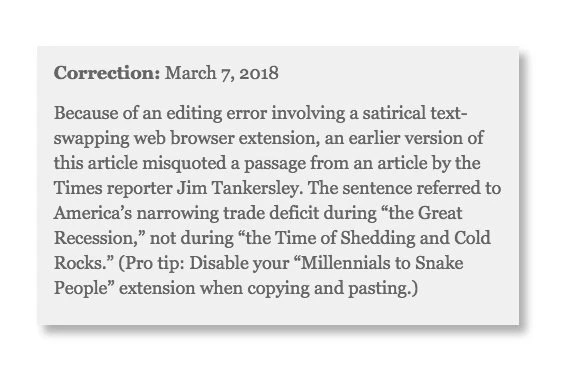 Correction: March 7, 2018
Because of an editing error involving a satirical text-
swapping web browser extension, an earlier version of
this article misquoted a passage from an article by the
Times reporter Jim Tankersley. The sentence referred to
America’s narrowing trade deficit during “the Great
Recession,” not during “the Time of Shedding and Cold
Rocks.” (Pro tip: Disable your “Millennials to Snake
People” extension when copying and pasting.)